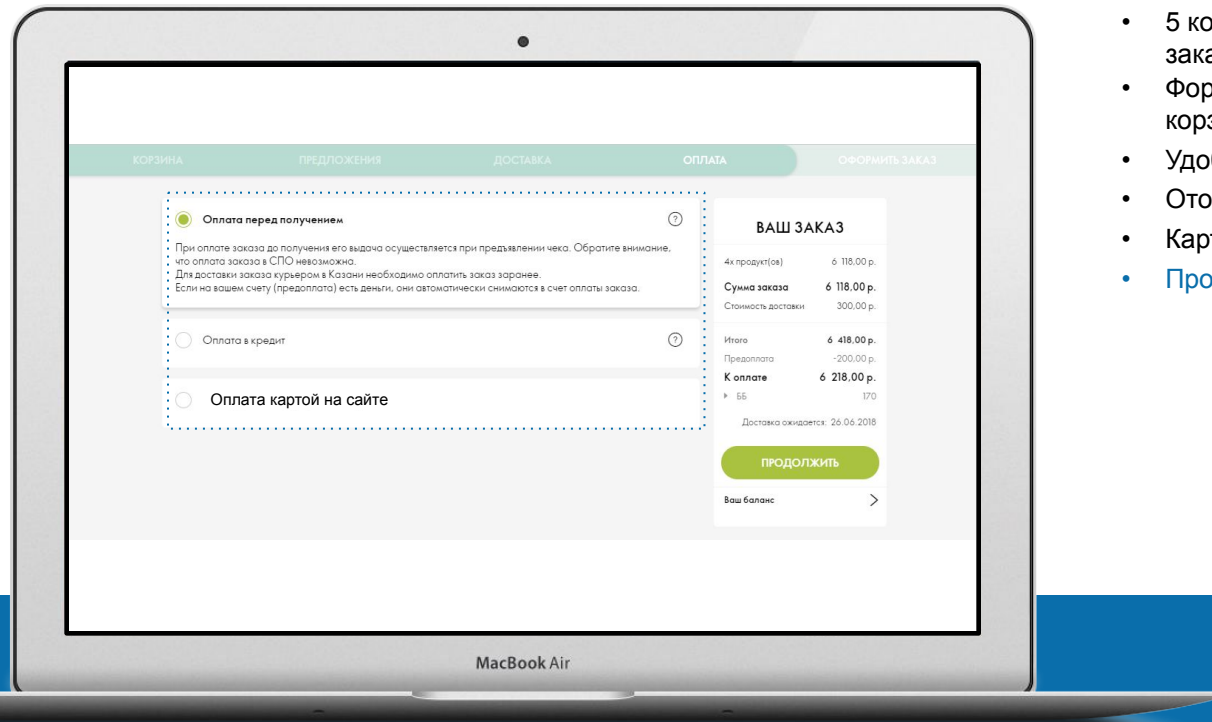 КОРЗИНА
ПРЕДЛОЖЕНИЯ
ДОСТАВКА
ОПЛАТА
ОФОРМИТЬ ЗАКАЗ
Оплата перед получением
?
При оплате заказа до получения его выдача осуществляется при предъявлении чека. Обратите внимание,
что оплата заказа в СПО невозможна.
Для доставки заказа курьером в Казани необходимо оплатить заказ заранее.
Если на вашем счету (предоплата) есть деньги, они автоматически снимаются в счет оплаты заказа.
Оплата в кредит
?
Оплата картой на сайте
ВАШ ЗАКАЗ
4х продукт(ов) 6 118,00 р.
Сумма заказа 6 118,00 р.
Стоимость доставки 300,00 р.
Итого 6 418,00 р.
Предоплата -200,00 р.
К оплате 6 218,00 р.
ББ 170
Доставка ожидается: 26.06.2018
ПРОДОЛЖИТЬ
Ваш баланс
MacBook Air
• 5 ко
зака
• Фор
корз
• Удоб
• Ото
• Карт
• Про